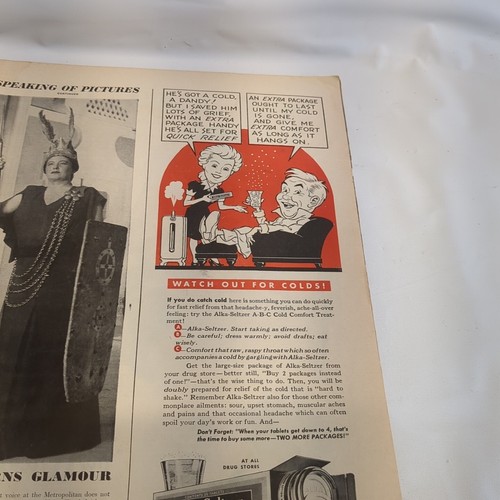 SPEAKING OF PICTURES
HE'S GOT A COLD,
A DANDY!
BUT I SAVED HIM
LOTS OF GRIEF,
WITH AN EXTRA
PACKAGE HANDY
HE'S ALL SET FOR
QUICK RELIEF
AN EXTRA PACKAGE
OUGHT TO LAST
UNTIL MY COLD
IS GONE,
AND GIVE ME
EXTRA COMFORT
AS LONG AS IT
HANGS ON.
WATCH OUT FOR COLDS!
If you do catch cold here is something you can do quickly
for fast relief from that headache-y, feverish, ache-all-over
feeling: try the Alka-Seltzer A-B-C Cold Comfort Treat-
ment!
A—Alka-Seltzer. Start taking as directed.
B—Be careful; dress warmly; avoid drafts; eat
wisely.
C—Comfort that raw, raspy throat which so often
accompanies a cold by gargling with Alka-Seltzer.
Get the large-size package of Alka-Seltzer from
your drug store—better still, "Buy 2 packages instead
of one!"—that's the wise thing to do. Then, you will be
doubly prepared for relief of the cold that is "hard to
shake." Remember Alka-Seltzer also for those other com-
monplace ailments: sour, upset stomach, muscular aches
and pains and that occasional headache which can often
spoil your day's work or fun. And—
Don't Forget: "When your tablets get down to 4, that's
the time to buy some more—TWO MORE PACKAGES!"
AT ALL
DRUG STORES
ENS GLAMOUR
voice at the Metropolitan does not